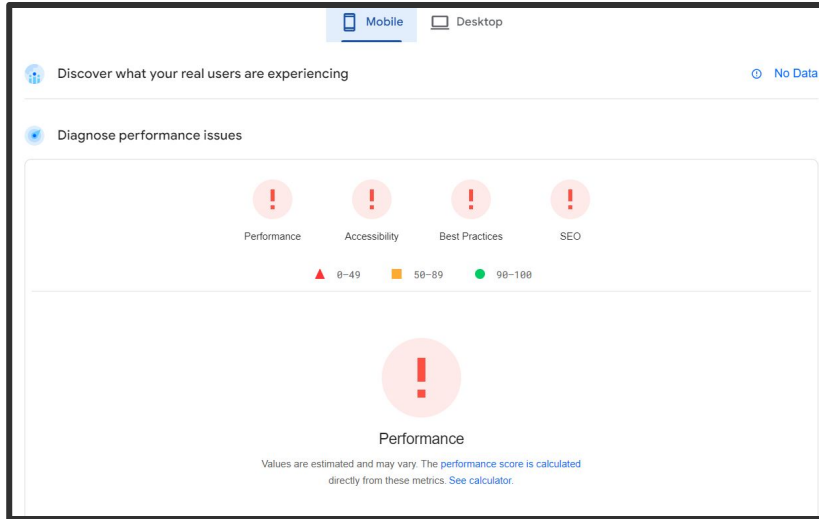 Mobile Desktop
Discover what your real users are experiencing No Data
Diagnose performance issues
! ! ! !
Performance Accessibility Best Practices SEO
0–49 50–89 90–100
!
Performance
Values are estimated and may vary. The performance score is calculated
directly from these metrics. See calculator.